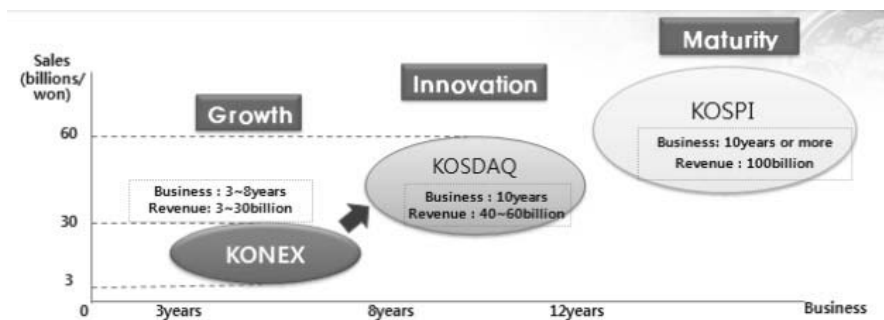 Maturity
Sales
(billions/
won)
Innovation
Growth
KOSPI
Business: 10years or more
Revenue : 100billion
60
KOSDAQ
Business : 3~8years
Revenue: 3~30billion
Business : 10years
Revenue : 40~60billion
30
KONEX
3
0
3years
8years
12years
Business